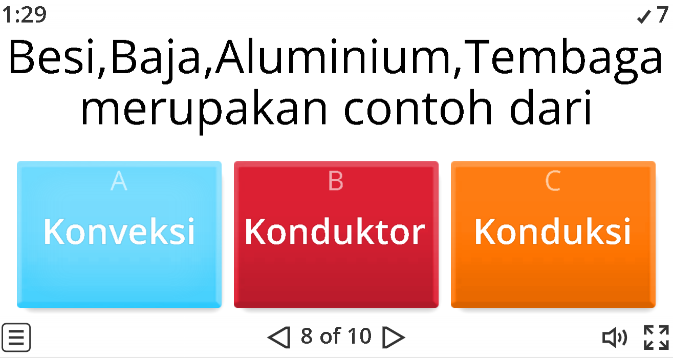 1:29
✓ 7
Besi,Baja,Aluminium,Tembaga
merupakan contoh dari
A
Konveksi
B
Konduktor
C
Konduksi
8 of 10